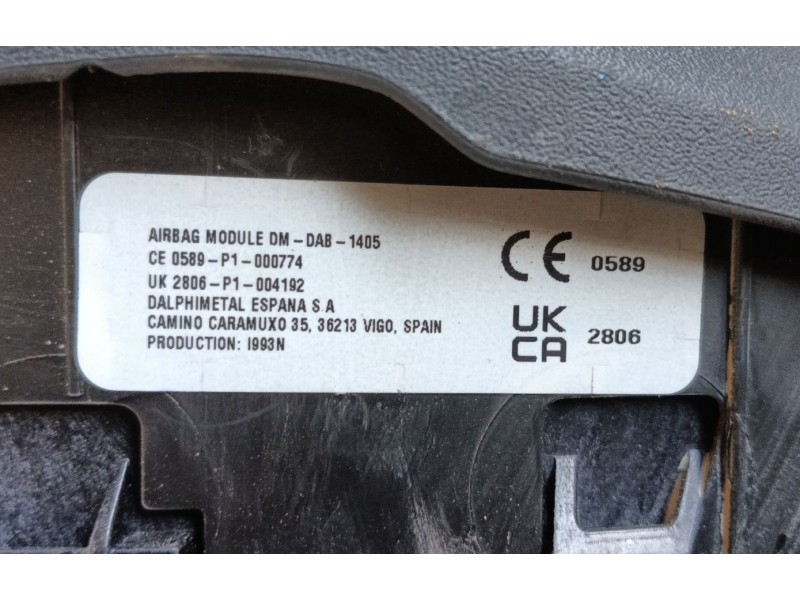 AIRBAG MODULE DM-DAB-1405
CE 0589-P1-000774
UK 2806-P1-004192
DALPHIMETAL ESPANA S.A
CAMINO CARAMUXO 35, 36213 VIGO, SPAIN
PRODUCTION: I993N
CE 0589
UK
CA 2806